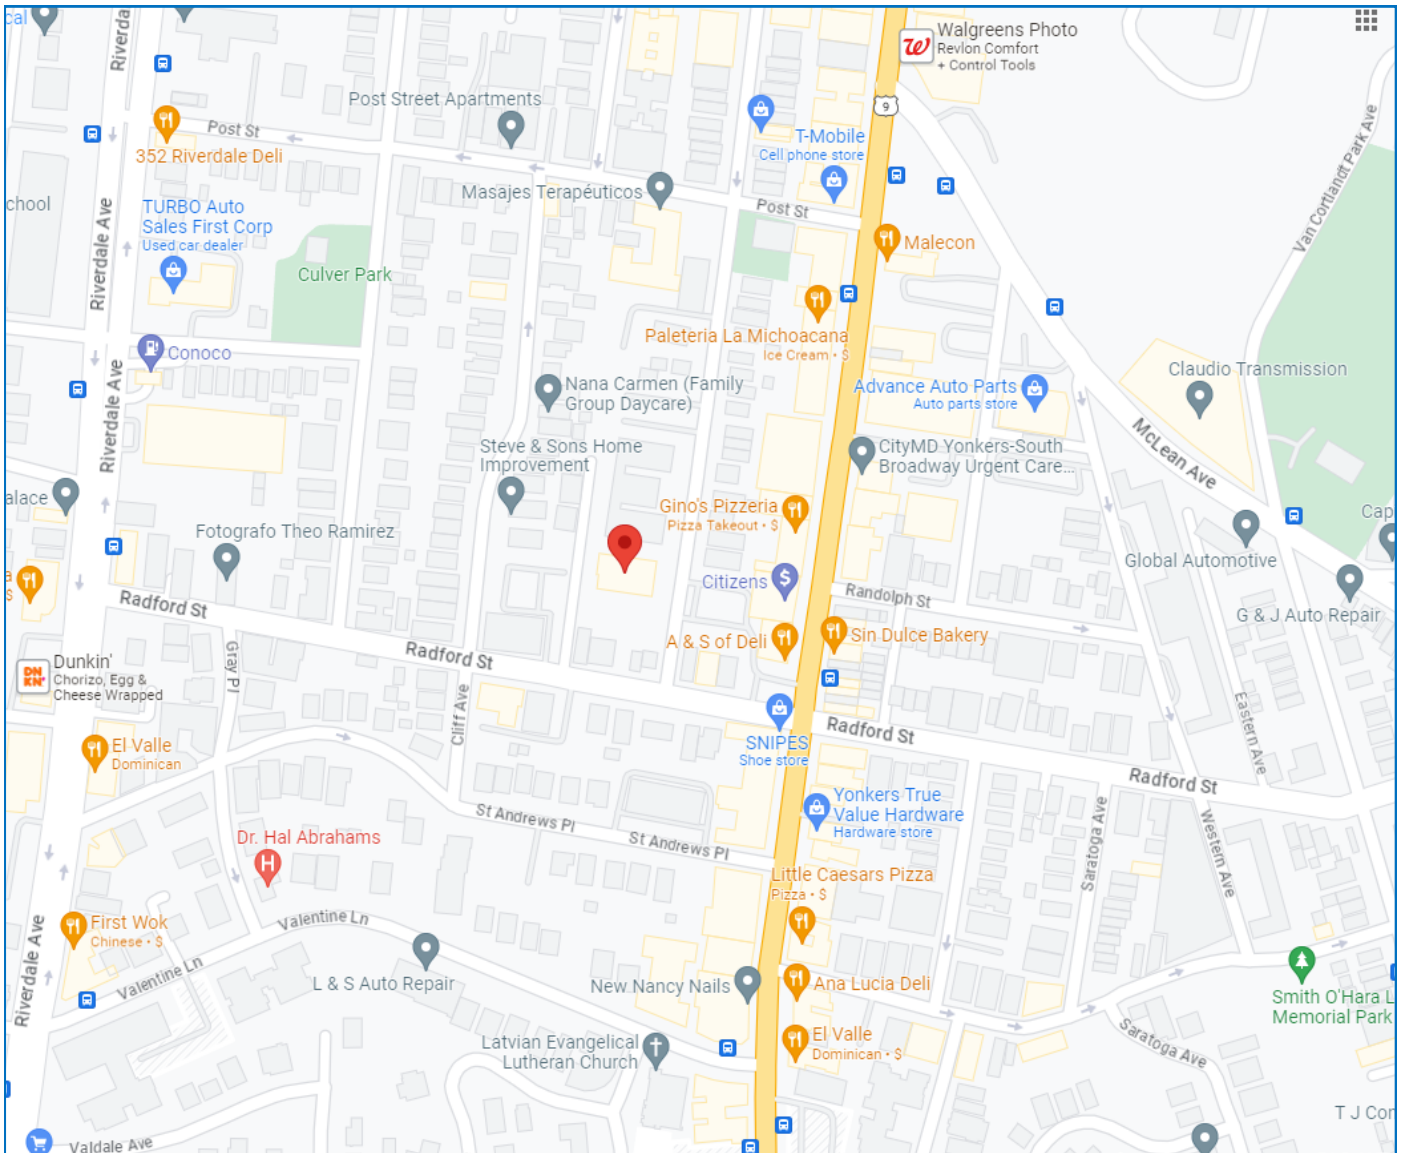 cal
Riverda
Walgreens Photo
Revlon Comfort
+ Control Tools
9
Post Street Apartments
Post St
352 Riverdale Deli
T-Mobile
Cell phone store
Van Cortlandt Park Ave
chool
Masajes Terapéuticos
Post St
TURBO Auto
Sales First Corp
Used car dealer
Riverdale Ave
Malecon
Culver Park
Paleteria La Michoacana
Ice Cream • $
Conoco
Claudio Transmission
Nana Carmen (Family
Group Daycare)
Advance Auto Parts
Auto parts store
Riverdale Ave
McLean Ave
Steve & Sons Home
Improvement
CityMD Yonkers-South
Broadway Urgent Care...
alace
Gino's Pizzeria
Pizza Takeout • $
Cap
Fotografo Theo Ramirez
Global Automotive
a
$
Citizens
$
Radford St
Randolph St
G & J Auto Repair
A & S of Deli
Sin Dulce Bakery
Radford St
Gray Pl
DN
KN'
Dunkin'
Chorizo, Egg &
Cheese Wrapped
Cliff Ave
Eastern Ave
SNIPES
Shoe store
Radford St
El Valle
Dominican
Radford St
Yonkers True
Value Hardware
Hardware store
St Andrews Pl
St Andrews Pl
Saratoga Ave
Western Ave
Dr. Hal Abrahams
H
Little Caesars Pizza
Pizza • $
First Wok
Chinese • $
Valentine Ln
Riverdale Ave
Valentine Ln
L & S Auto Repair
New Nancy Nails
Ana Lucia Deli
Smith O'Hara L
Memorial Park
Latvian Evangelical
Lutheran Church
El Valle
Dominican • $
Saratoga Ave
T J Cor
Valdale Ave